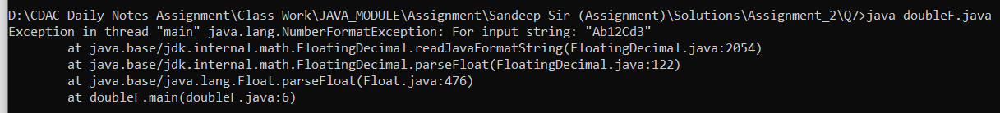 D:\CDAC Daily Notes Assignment\Class Work\JAVA_MODULE\Assignment\Sandeep Sir (Assignment)\Solutions\Assignment_2\Q7>java doubleF.java
Exception in thread "main" java.lang.NumberFormatException: For input string: "Ab12Cd3"
        at java.base/jdk.internal.math.FloatingDecimal.readJavaFormatString(FloatingDecimal.java:2054)
        at java.base/jdk.internal.math.FloatingDecimal.parseFloat(FloatingDecimal.java:122)
        at java.base/java.lang.Float.parseFloat(Float.java:476)
        at doubleF.main(doubleF.java:6)